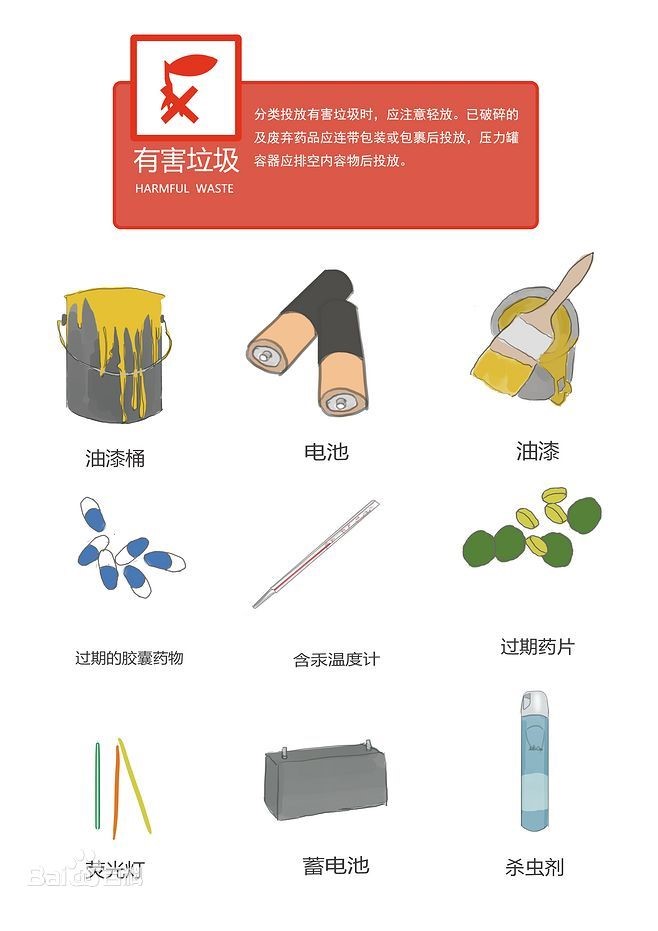 有害垃圾
HARMFUL WASTE
分类投放有害垃圾时，应注意轻放。已破碎的
及废弃药品应连带包装或包裹后投放，压力罐
容器应排空内容物后投放。
油漆桶
电池
油漆
过期的胶囊药物
含汞温度计
过期药片
荧光灯
蓄电池
杀虫剂
Baidu百科